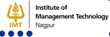 Institute of
Management Technology
Nagpur
IMT